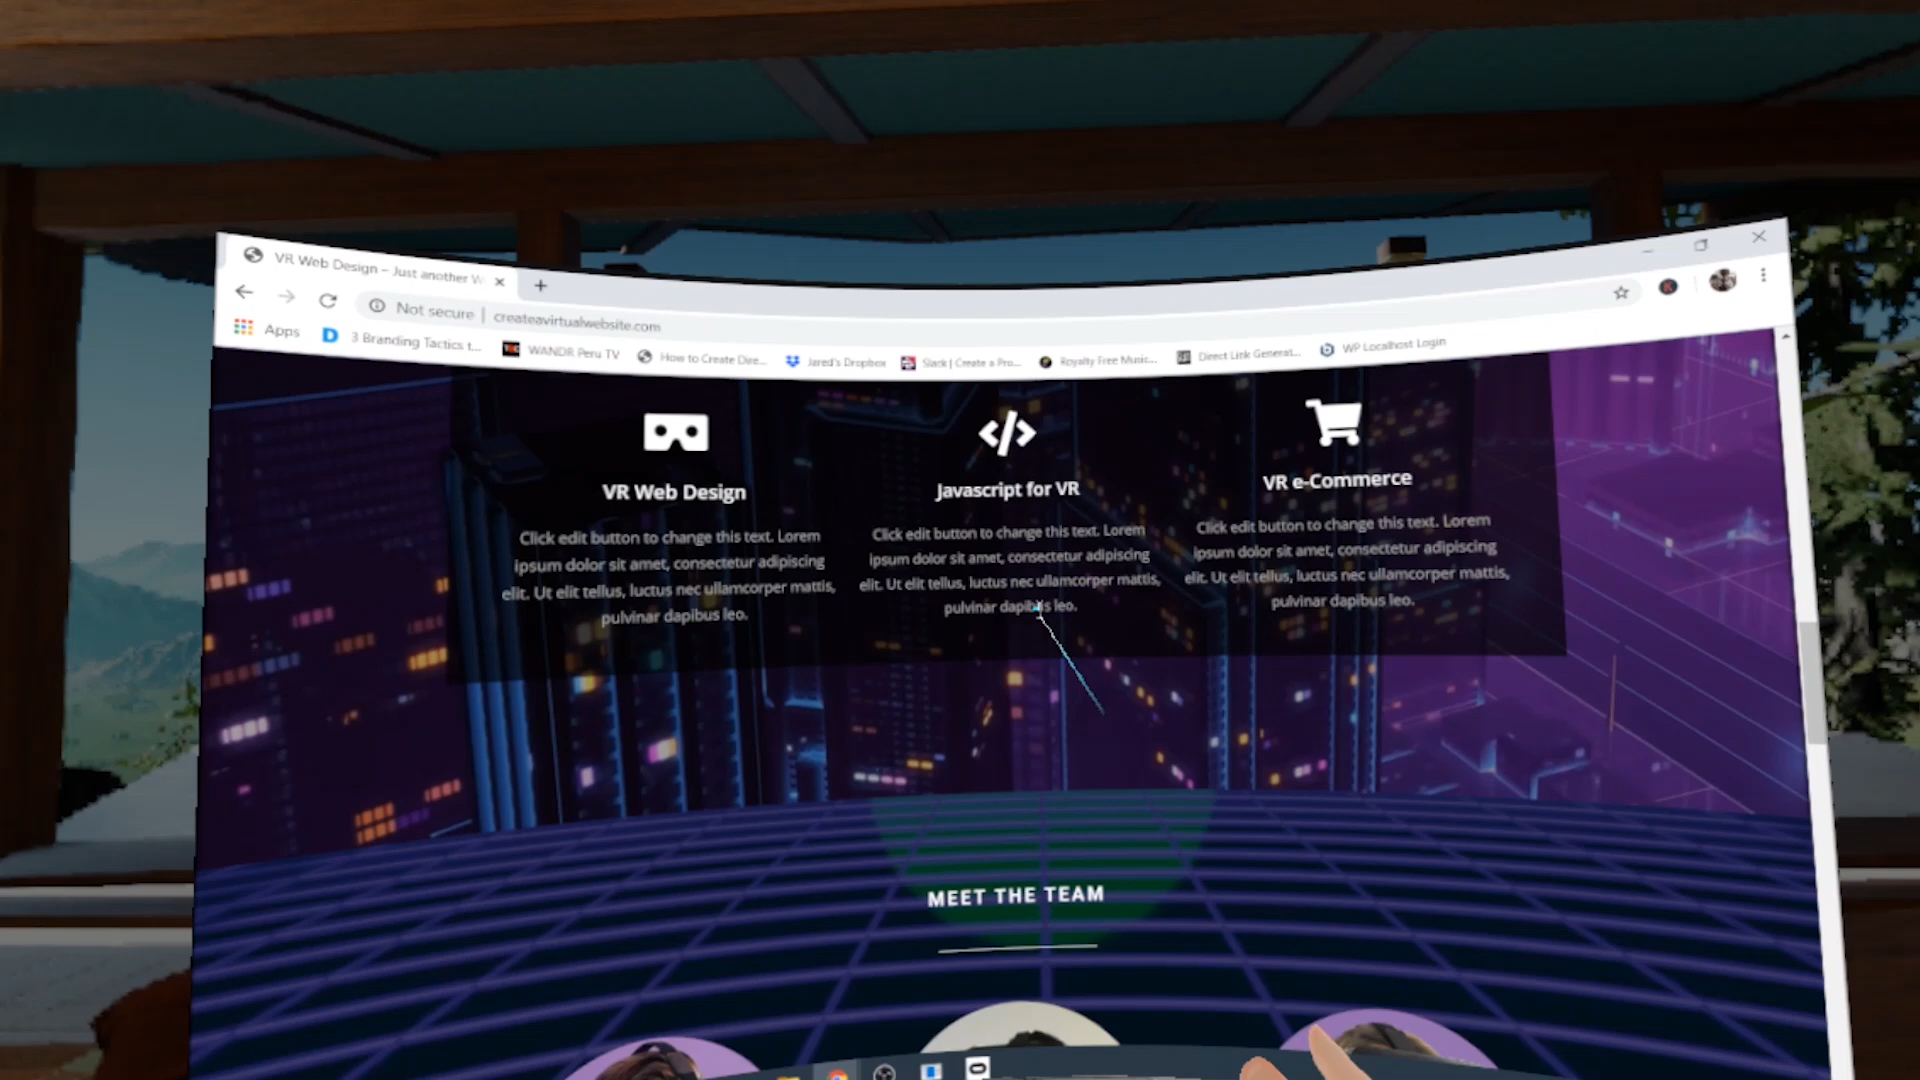 VR Web Design – Just another W
Not secure | createavirtualwebsite.com
Apps
3 Branding Tactics t...
WANDR Peru TV
How to Create Dire...
Jared's Dropbox
Slack | Create a Pro...
Royalty Free Music...
Direct Link Generat...
WP Localhost Login
VR Web Design
Click edit button to change this text. Lorem
ipsum dolor sit amet, consectetur adipiscing
elit. Ut elit tellus, luctus nec ullamcorper mattis,
pulvinar dapibus leo.
Javascript for VR
Click edit button to change this text. Lorem
ipsum dolor sit amet, consectetur adipiscing
elit. Ut elit tellus, luctus nec ullamcorper mattis,
pulvinar dapibus leo.
VR e-Commerce
Click edit button to change this text. Lorem
ipsum dolor sit amet, consectetur adipiscing
elit. Ut elit tellus, luctus nec ullamcorper mattis,
pulvinar dapibus leo.
MEET THE TEAM